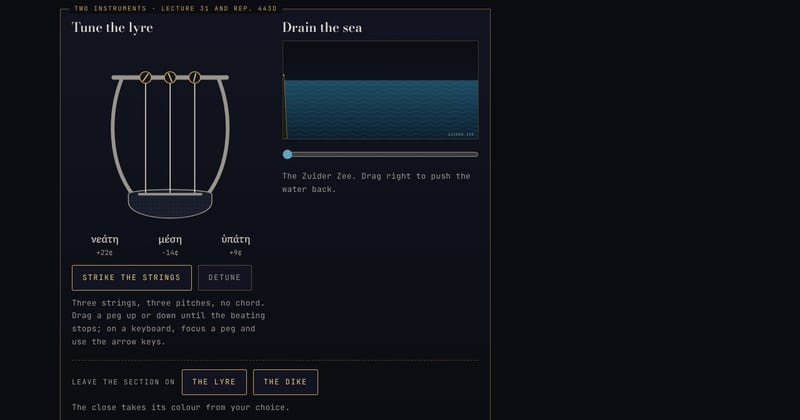 TWO INSTRUMENTS · LECTURE 31 AND REP. 443D
Tune the lyre
νεάτη μέση ὑπάτη
+22¢ -14¢ +9¢
STRIKE THE STRINGS DETUNE
Three strings, three pitches, no chord.
Drag a peg up or down until the beating
stops; on a keyboard, focus a peg and
use the arrow keys.
Drain the sea
ZUIDER ZEE
The Zuider Zee. Drag right to push the
water back.
LEAVE THE SECTION ON THE LYRE THE DIKE
The close takes its colour from your choice.